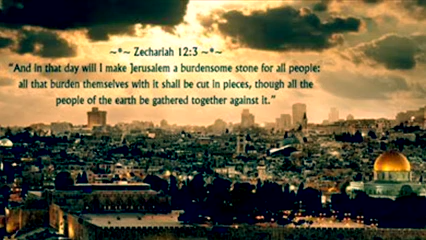 ~*~ Zechariah 12:3 ~*~
"And in that day will I make Jerusalem a burdensome stone for all people:
all that burden themselves with it shall be cut in pieces, though all the
people of the earth be gathered together against it."